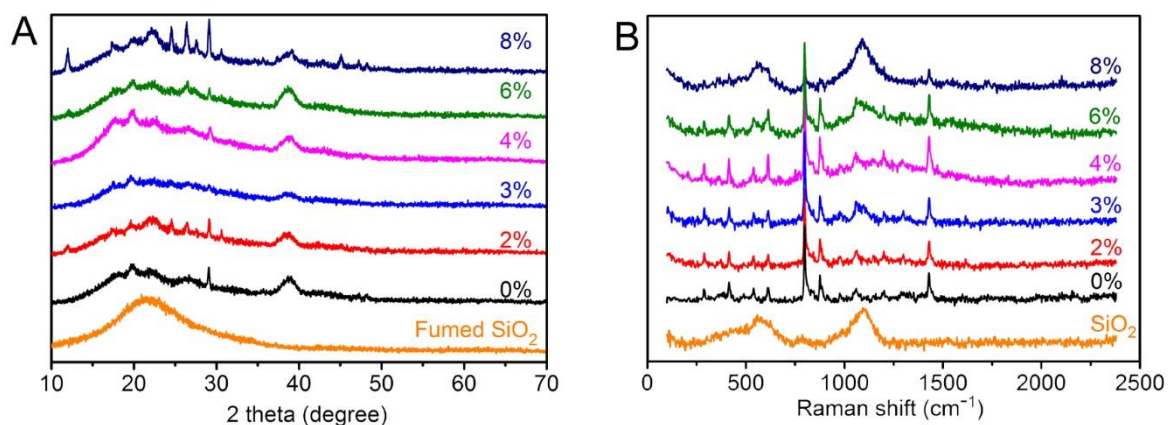 A
8%
6%
4%
3%
2%
0%
Fumed SiO₂
10 20 30 40 50 60 70
2 theta (degree)
B
8%
6%
4%
3%
2%
0%
SiO₂
0 500 1000 1500 2000 2500
Raman shift (cm⁻¹)